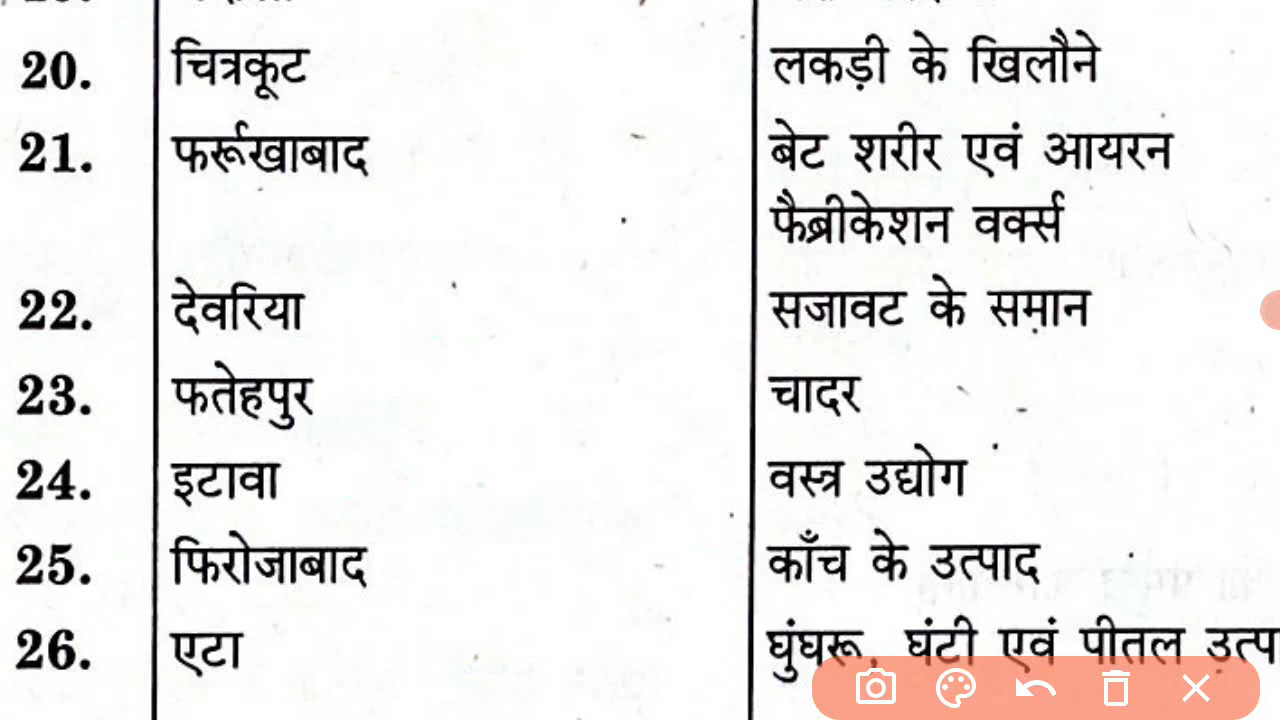 20. चित्रकूट लकड़ी के खिलौने
21. फर्रूखाबाद बेट शरीर एवं आयरन
फैब्रीकेशन वर्क्स
22. देवरिया सजावट के समान
23. फतेहपुर चादर
24. इटावा वस्त्र उद्योग
25. फिरोजाबाद काँच के उत्पाद
26. एटा घुंघरू, घंटी एवं पीतल